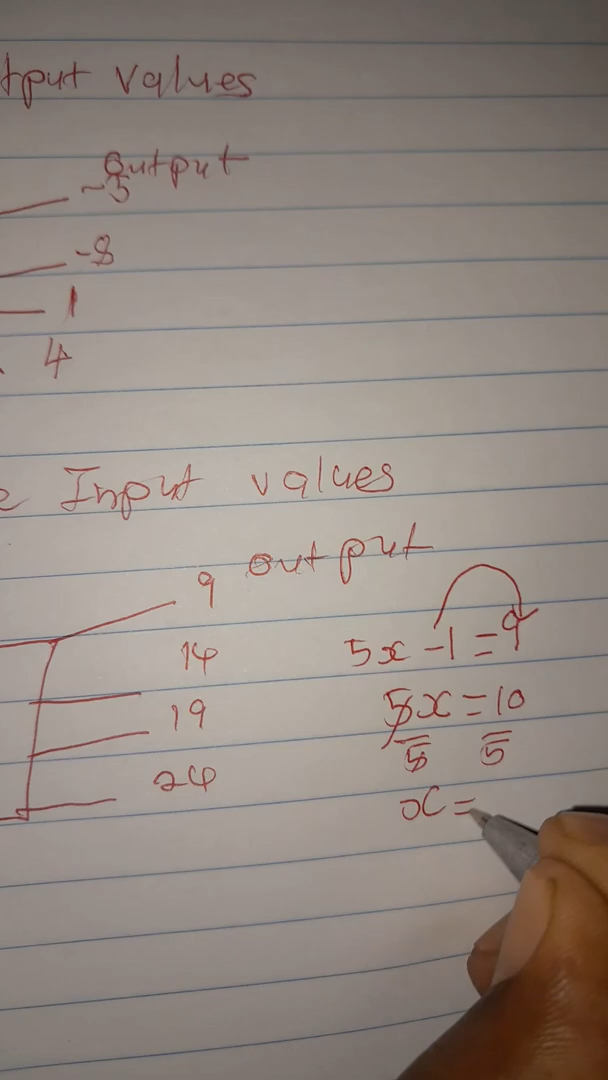 tput values
output
-5
-8
1
4
Input values
output
9
14
5x -1 = 9
19
5x = 10
5 5
24
x =